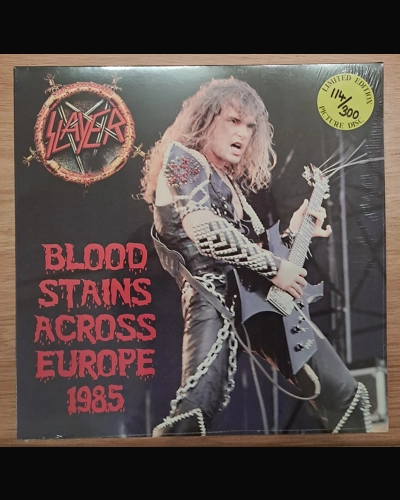 SLAYER
LIMITED EDITION
114/300
PICTURE DISC
BLOOD
STAINS
ACROSS
EUROPE
1985